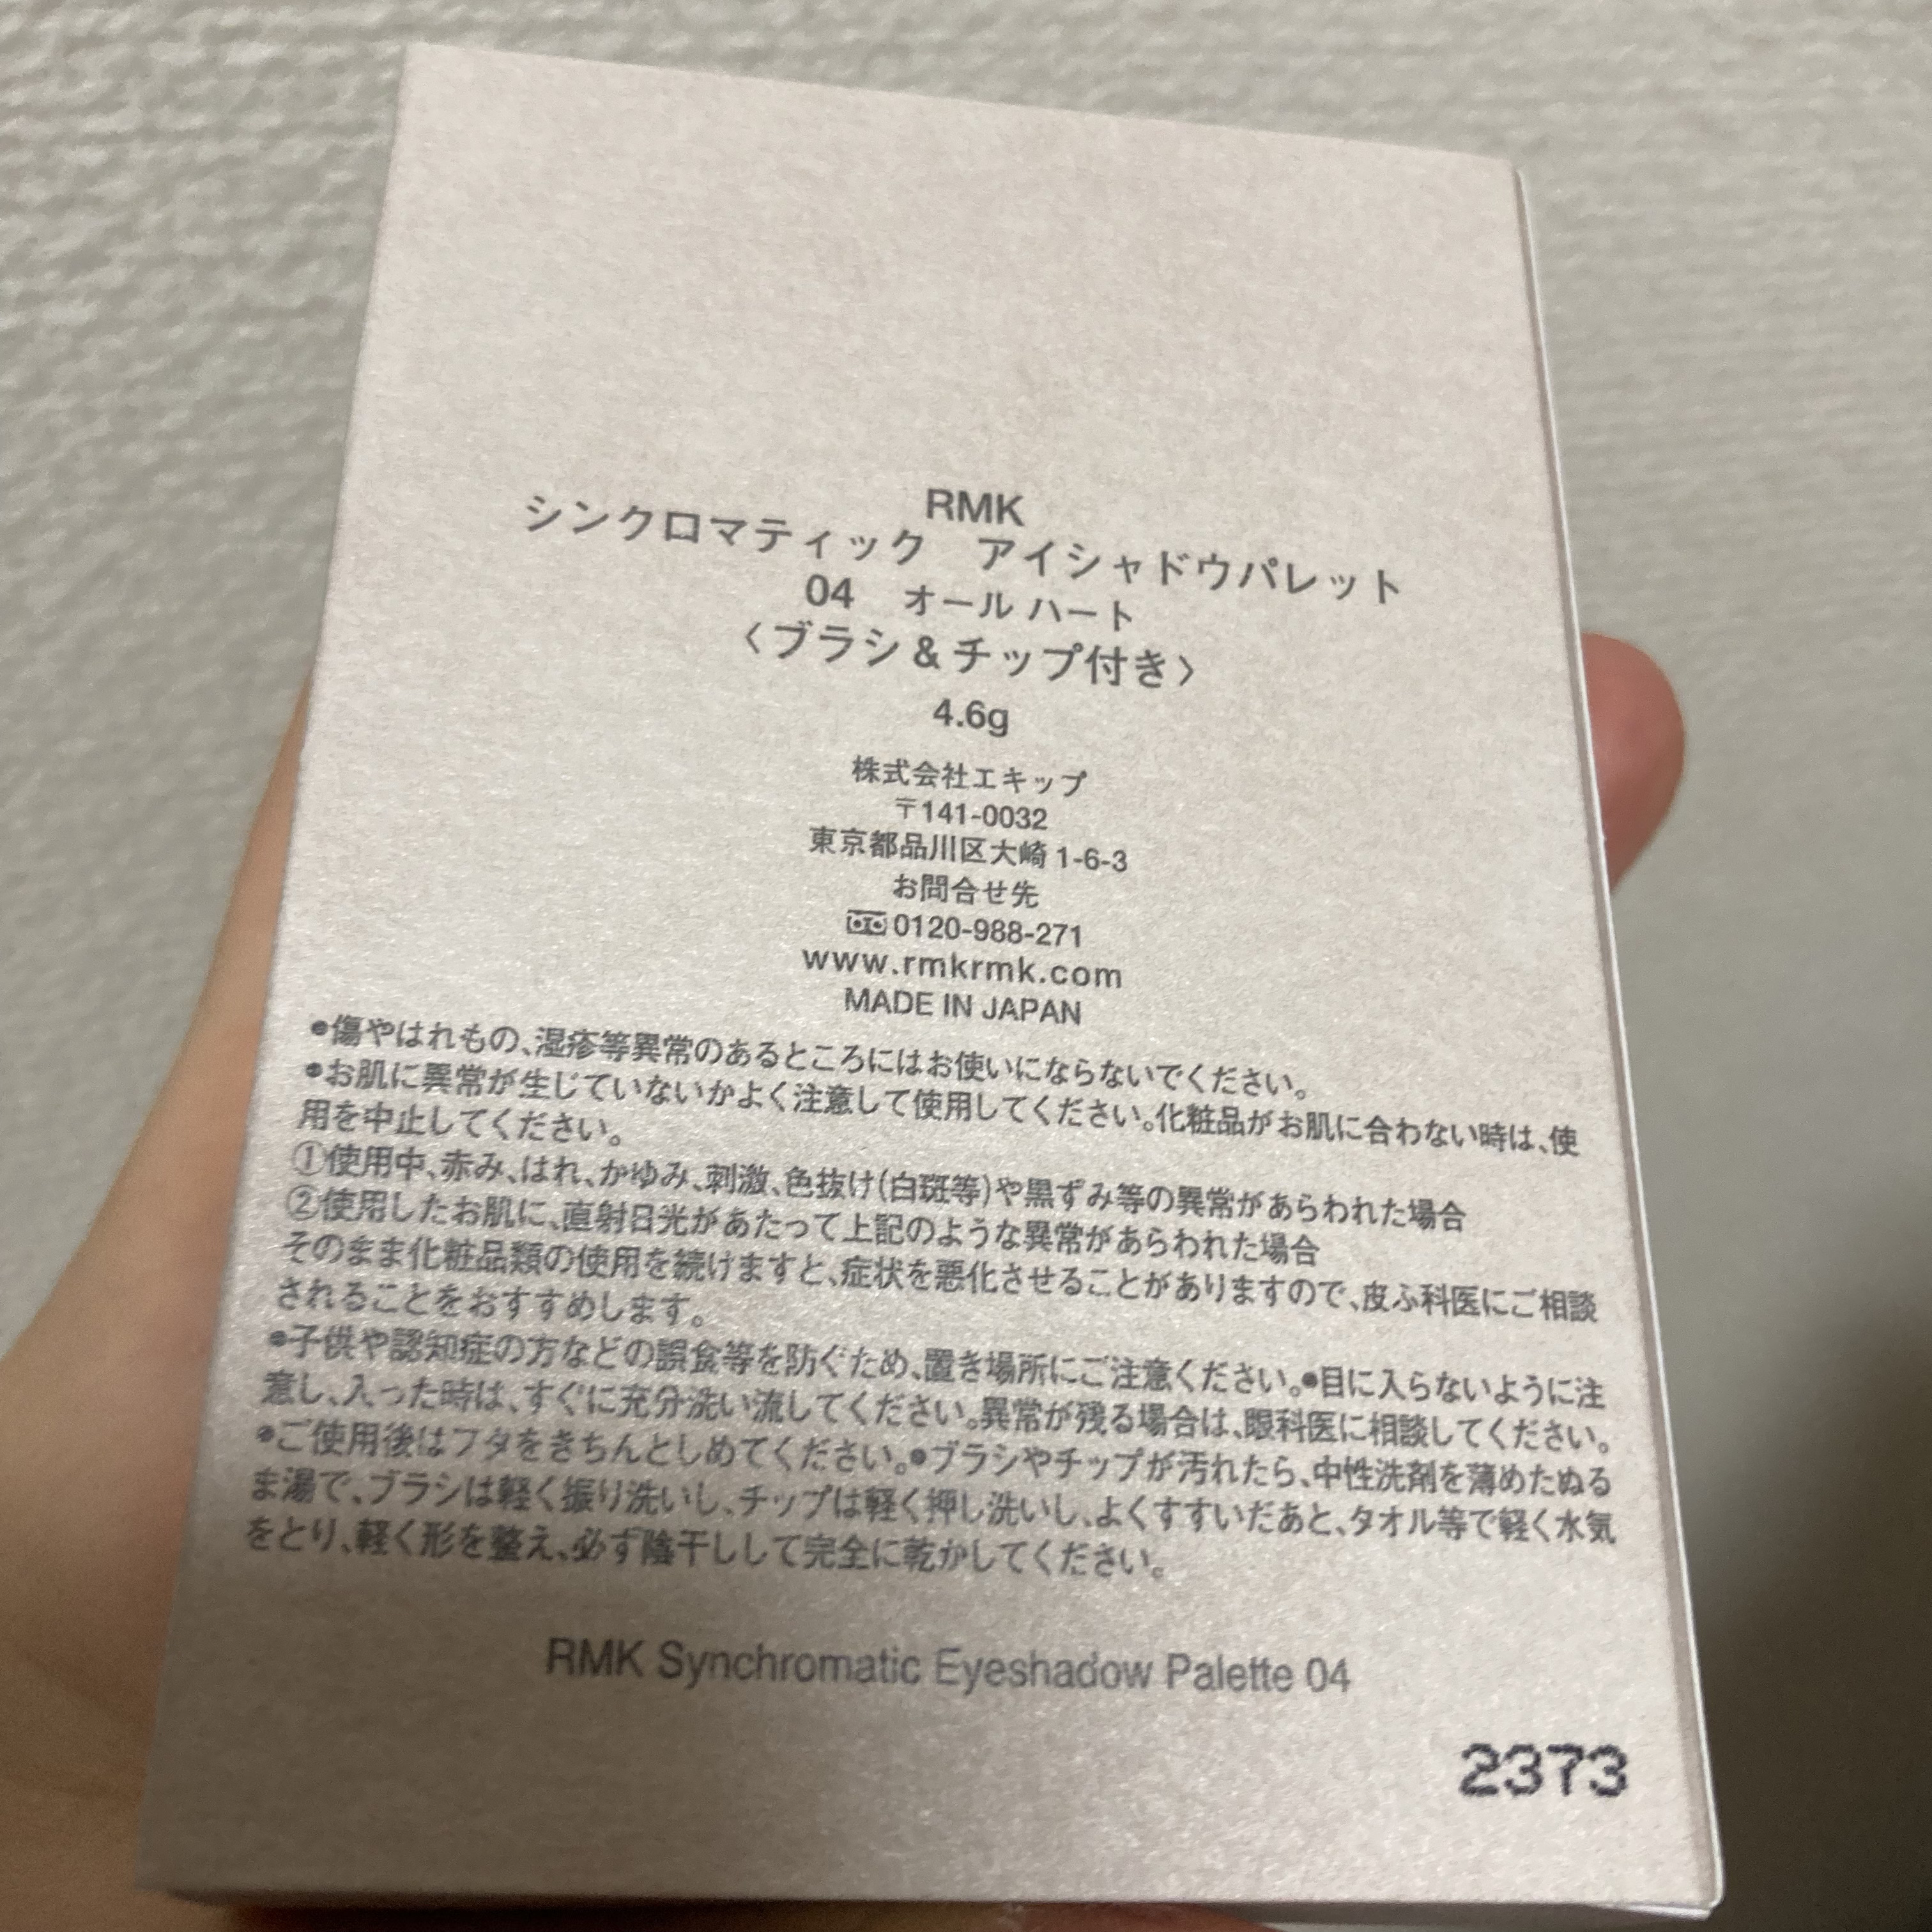 RMK
シンクロマティック　アイシャドウパレット
04　オール ハート
〈ブラシ＆チップ付き〉
4.6g
株式会社エキップ
〒141-0032
東京都品川区大崎 1-6-3
お問合せ先
0120-988-271
www.rmkrmk.com
MADE IN JAPAN
●傷やはれもの、湿疹等異常のあるところにはお使いにならないでください。
●お肌に異常が生じていないかよく注意して使用してください。化粧品がお肌に合わない時は、使
用を中止してください。
①使用中、赤み、はれ、かゆみ、刺激、色抜け(白斑等)や黒ずみ等の異常があらわれた場合
②使用したお肌に、直射日光があたって上記のような異常があらわれた場合
そのまま化粧品類の使用を続けますと、症状を悪化させることがありますので、皮ふ科医にご相談
されることをおすすめします。
●子供や認知症の方などの誤食等を防ぐため、置き場所にご注意ください。●目に入らないように注
意し、入った時は、すぐに充分洗い流してください。異常が残る場合は、眼科医に相談してください。
●ご使用後はフタをきちんとしめてください。●ブラシやチップが汚れたら、中性洗剤を薄めたぬる
ま湯で、ブラシは軽く振り洗いし、チップは軽く押し洗いし、よくすすいだあと、タオル等で軽く水気
をとり、軽く形を整え、必ず陰干しして完全に乾かしてください。
RMK Synchromatic Eyeshadow Palette 04
2373